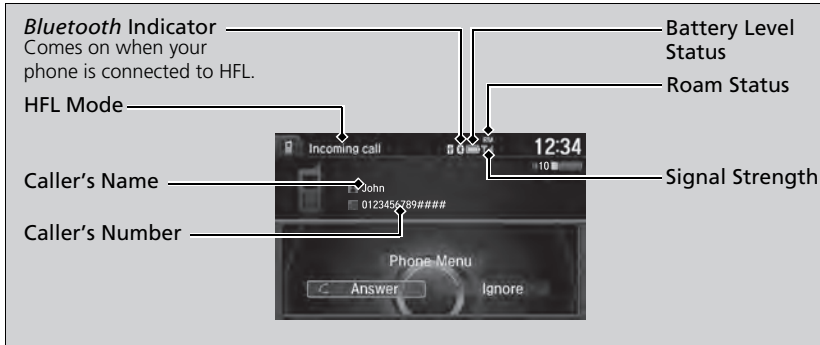 Bluetooth Indicator
Comes on when your
phone is connected to HFL.
HFL Mode
Caller's Name
Caller's Number
Battery Level
Status
Roam Status
Signal Strength
Incoming call
12:34
10
John
0123456789####
Phone Menu
Answer
Ignore